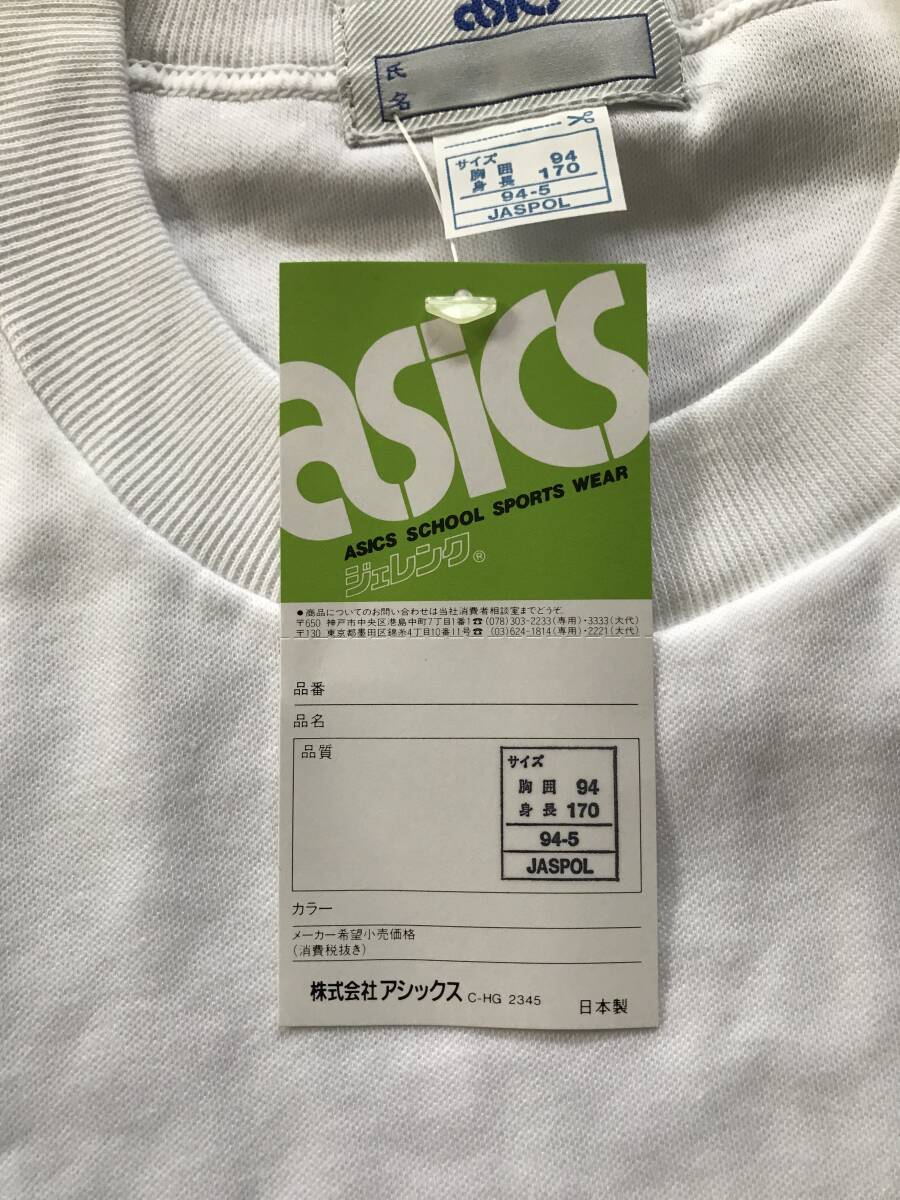 asics
氏
名
サイズ
胸囲 94
身長 170
94-5
JASPOL
asics
ASICS SCHOOL SPORTS WEAR
ジェレンク®
●商品についてのお問い合わせは当社消費者相談室までどうぞ。
〒650 神戸市中央区港島中町7丁目1番1☎(078)303-2233(専用)・3333(大代)
〒130 東京都墨田区錦糸4丁目10番11号☎(03)624-1814(専用)・2221(大代)
品番
品名
品質
サイズ
胸囲 94
身長 170
94-5
JASPOL
カラー
メーカー希望小売価格
(消費税抜き)
株式会社アシックス C-HG 2345 日本製